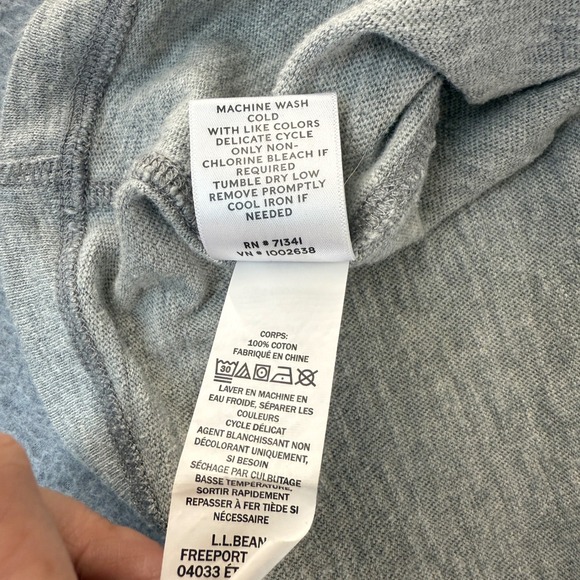 MACHINE WASH
COLD
WITH LIKE COLORS
DELICATE CYCLE
ONLY NON-
CHLORINE BLEACH IF
REQUIRED
TUMBLE DRY LOW
REMOVE PROMPTLY
COOL IRON IF
NEEDED
RN # 71341
VN # 1002638
CORPS:
100% COTON
FABRIQUÉ EN CHINE
30
LAVER EN MACHINE EN
EAU FROIDE, SÉPARER LES
COULEURS
CYCLE DÉLICAT
AGENT BLANCHISSANT NON
DÉCOLORANT UNIQUEMENT,
SI BESOIN
SÉCHAGE PAR CULBUTAGE
BASSE TEMPÉRATURE,
SORTIR RAPIDEMENT
REPASSER À FER TIÈDE SI
NÉCESSAIRE
L.L.BEAN
FREEPORT
04033